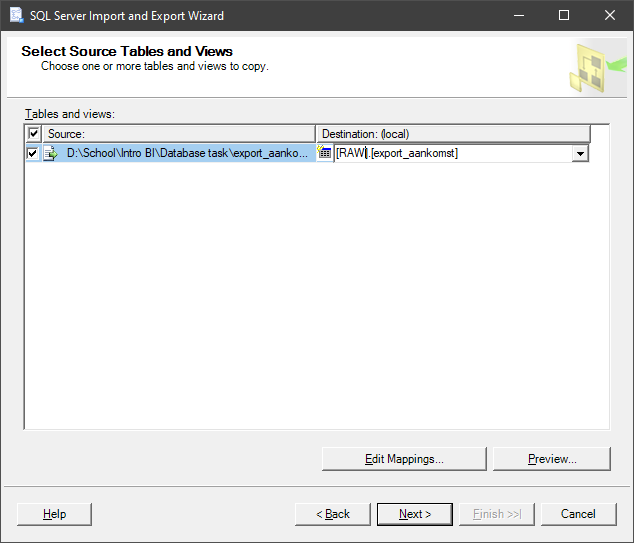 SQL Server Import and Export Wizard
Select Source Tables and Views
Choose one or more tables and views to copy.
Tables and views:
Source: Destination: (local)
D:\School\Intro BI\Database task\export_aanko... [RAW].[export_aankomst]
Edit Mappings... Preview...
Help < Back Next > Finish >>| Cancel